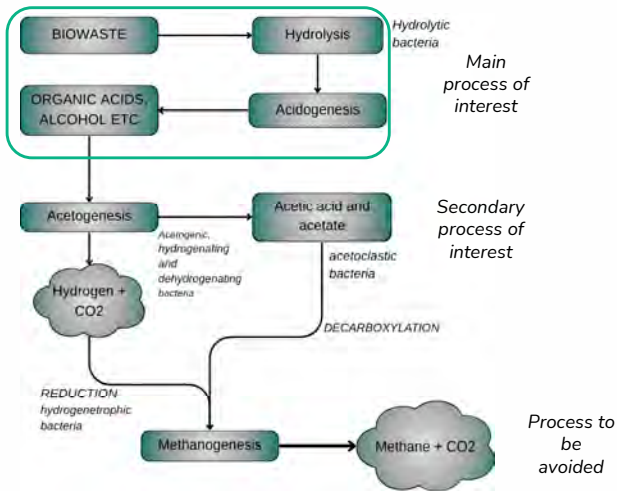 BIOWASTE
Hydrolysis
Hydrolytic
bacteria
Main
process of
interest
ORGANIC ACIDS,
ALCOHOL ETC
Acidogenesis
Acetogenesis
Acetic acid and
acetate
Secondary
process of
interest
Acetogenic,
hydrogenating
and
dehydrogenating
bacteria
acetoclastic
bacteria
Hydrogen +
CO2
DECARBOXYLATION
REDUCTION
hydrogenetrophic
bacteria
Methanogenesis
Methane + CO2
Process to
be
avoided